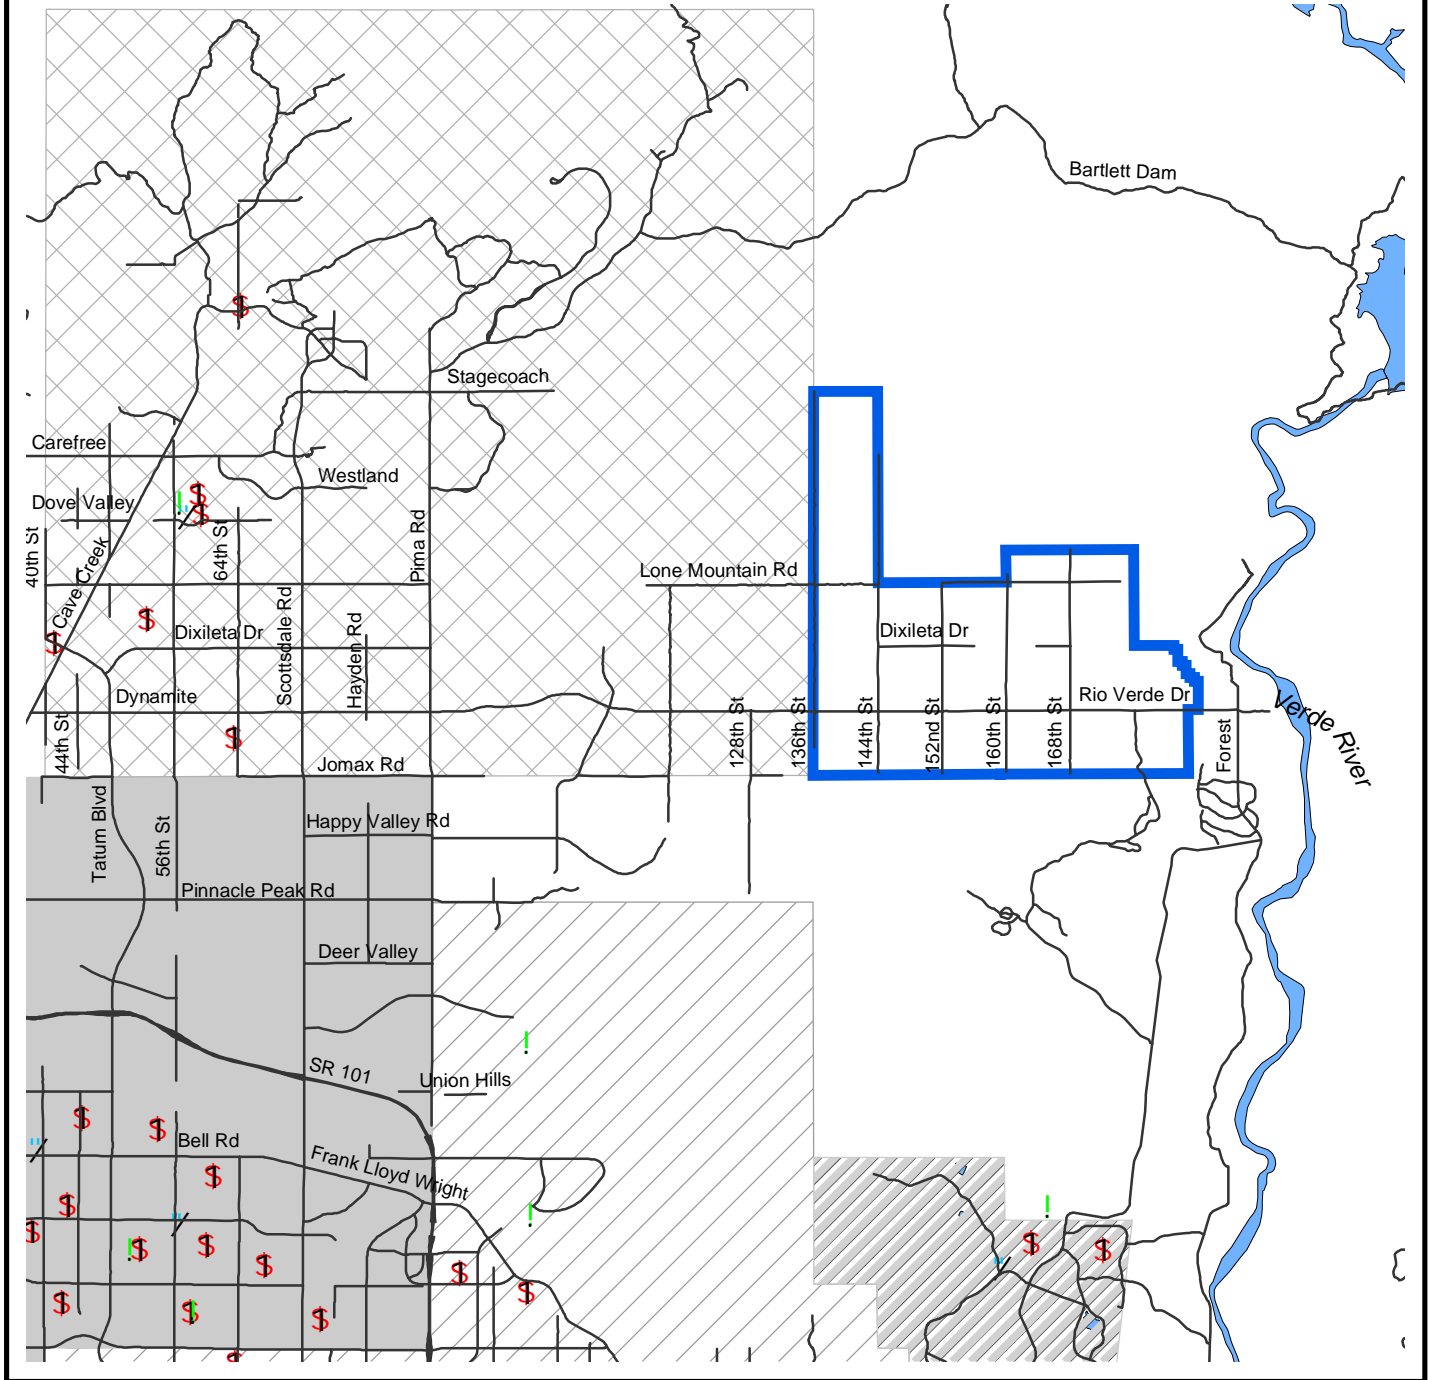 Bartlett Dam
Stagecoach
Carefree
Westland
Dove Valley
40th St
Cave Creek
64th St
Pima Rd
Lone Mountain Rd
Dixileta Dr
Scottsdale Rd
Hayden Rd
Dixileta Dr
Dynamite
Rio Verde Dr
44th St
128th St
136th St
144th St
152nd St
160th St
168th St
Forest
Verde River
Jomax Rd
Tatum Blvd
56th St
Happy Valley Rd
Pinnacle Peak Rd
Deer Valley
SR 101
Union Hills
Bell Rd
Frank Lloyd Wright